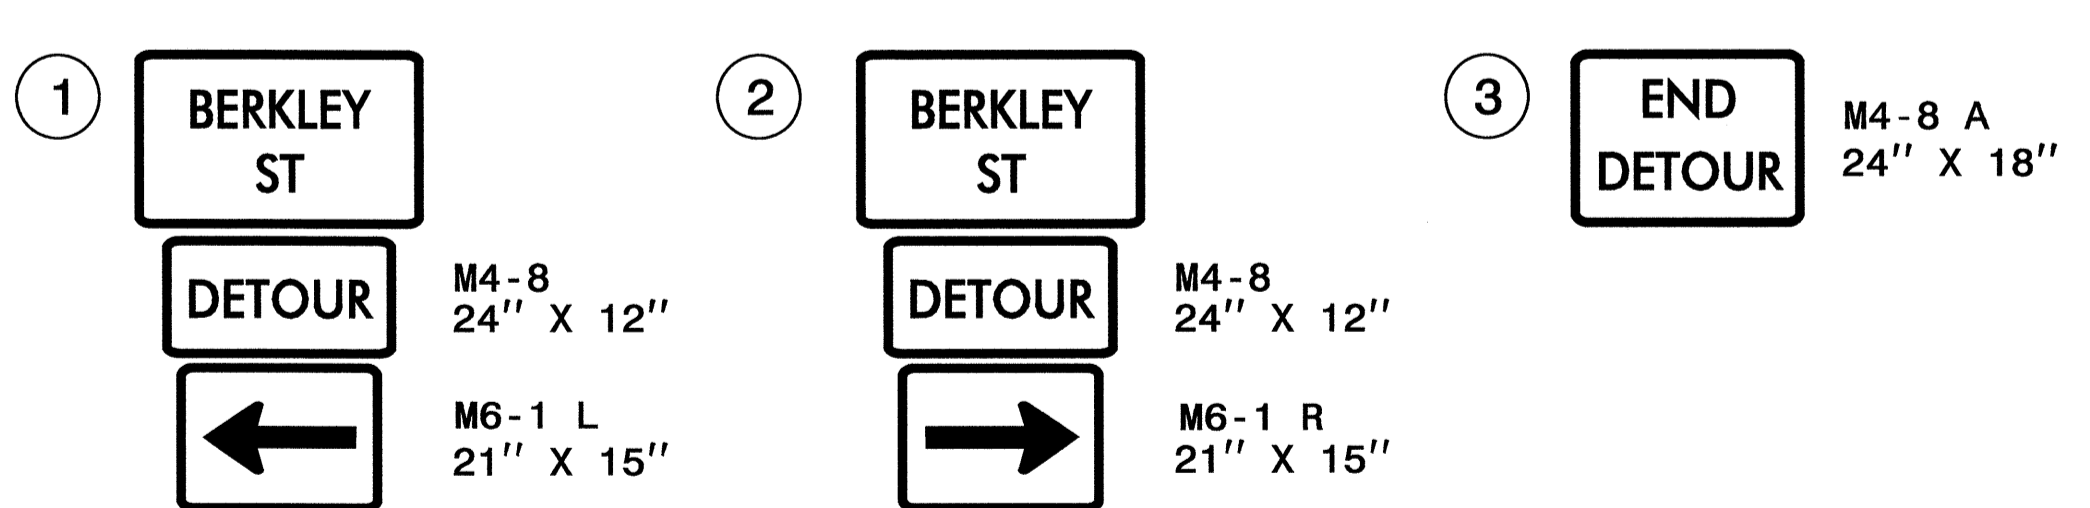 1
BERKLEY
ST
DETOUR
M4-8
24" X 12"
M6-1 L
21" X 15"
2
BERKLEY
ST
DETOUR
M4-8
24" X 12"
M6-1 R
21" X 15"
3
END
DETOUR
M4-8 A
24" X 18"